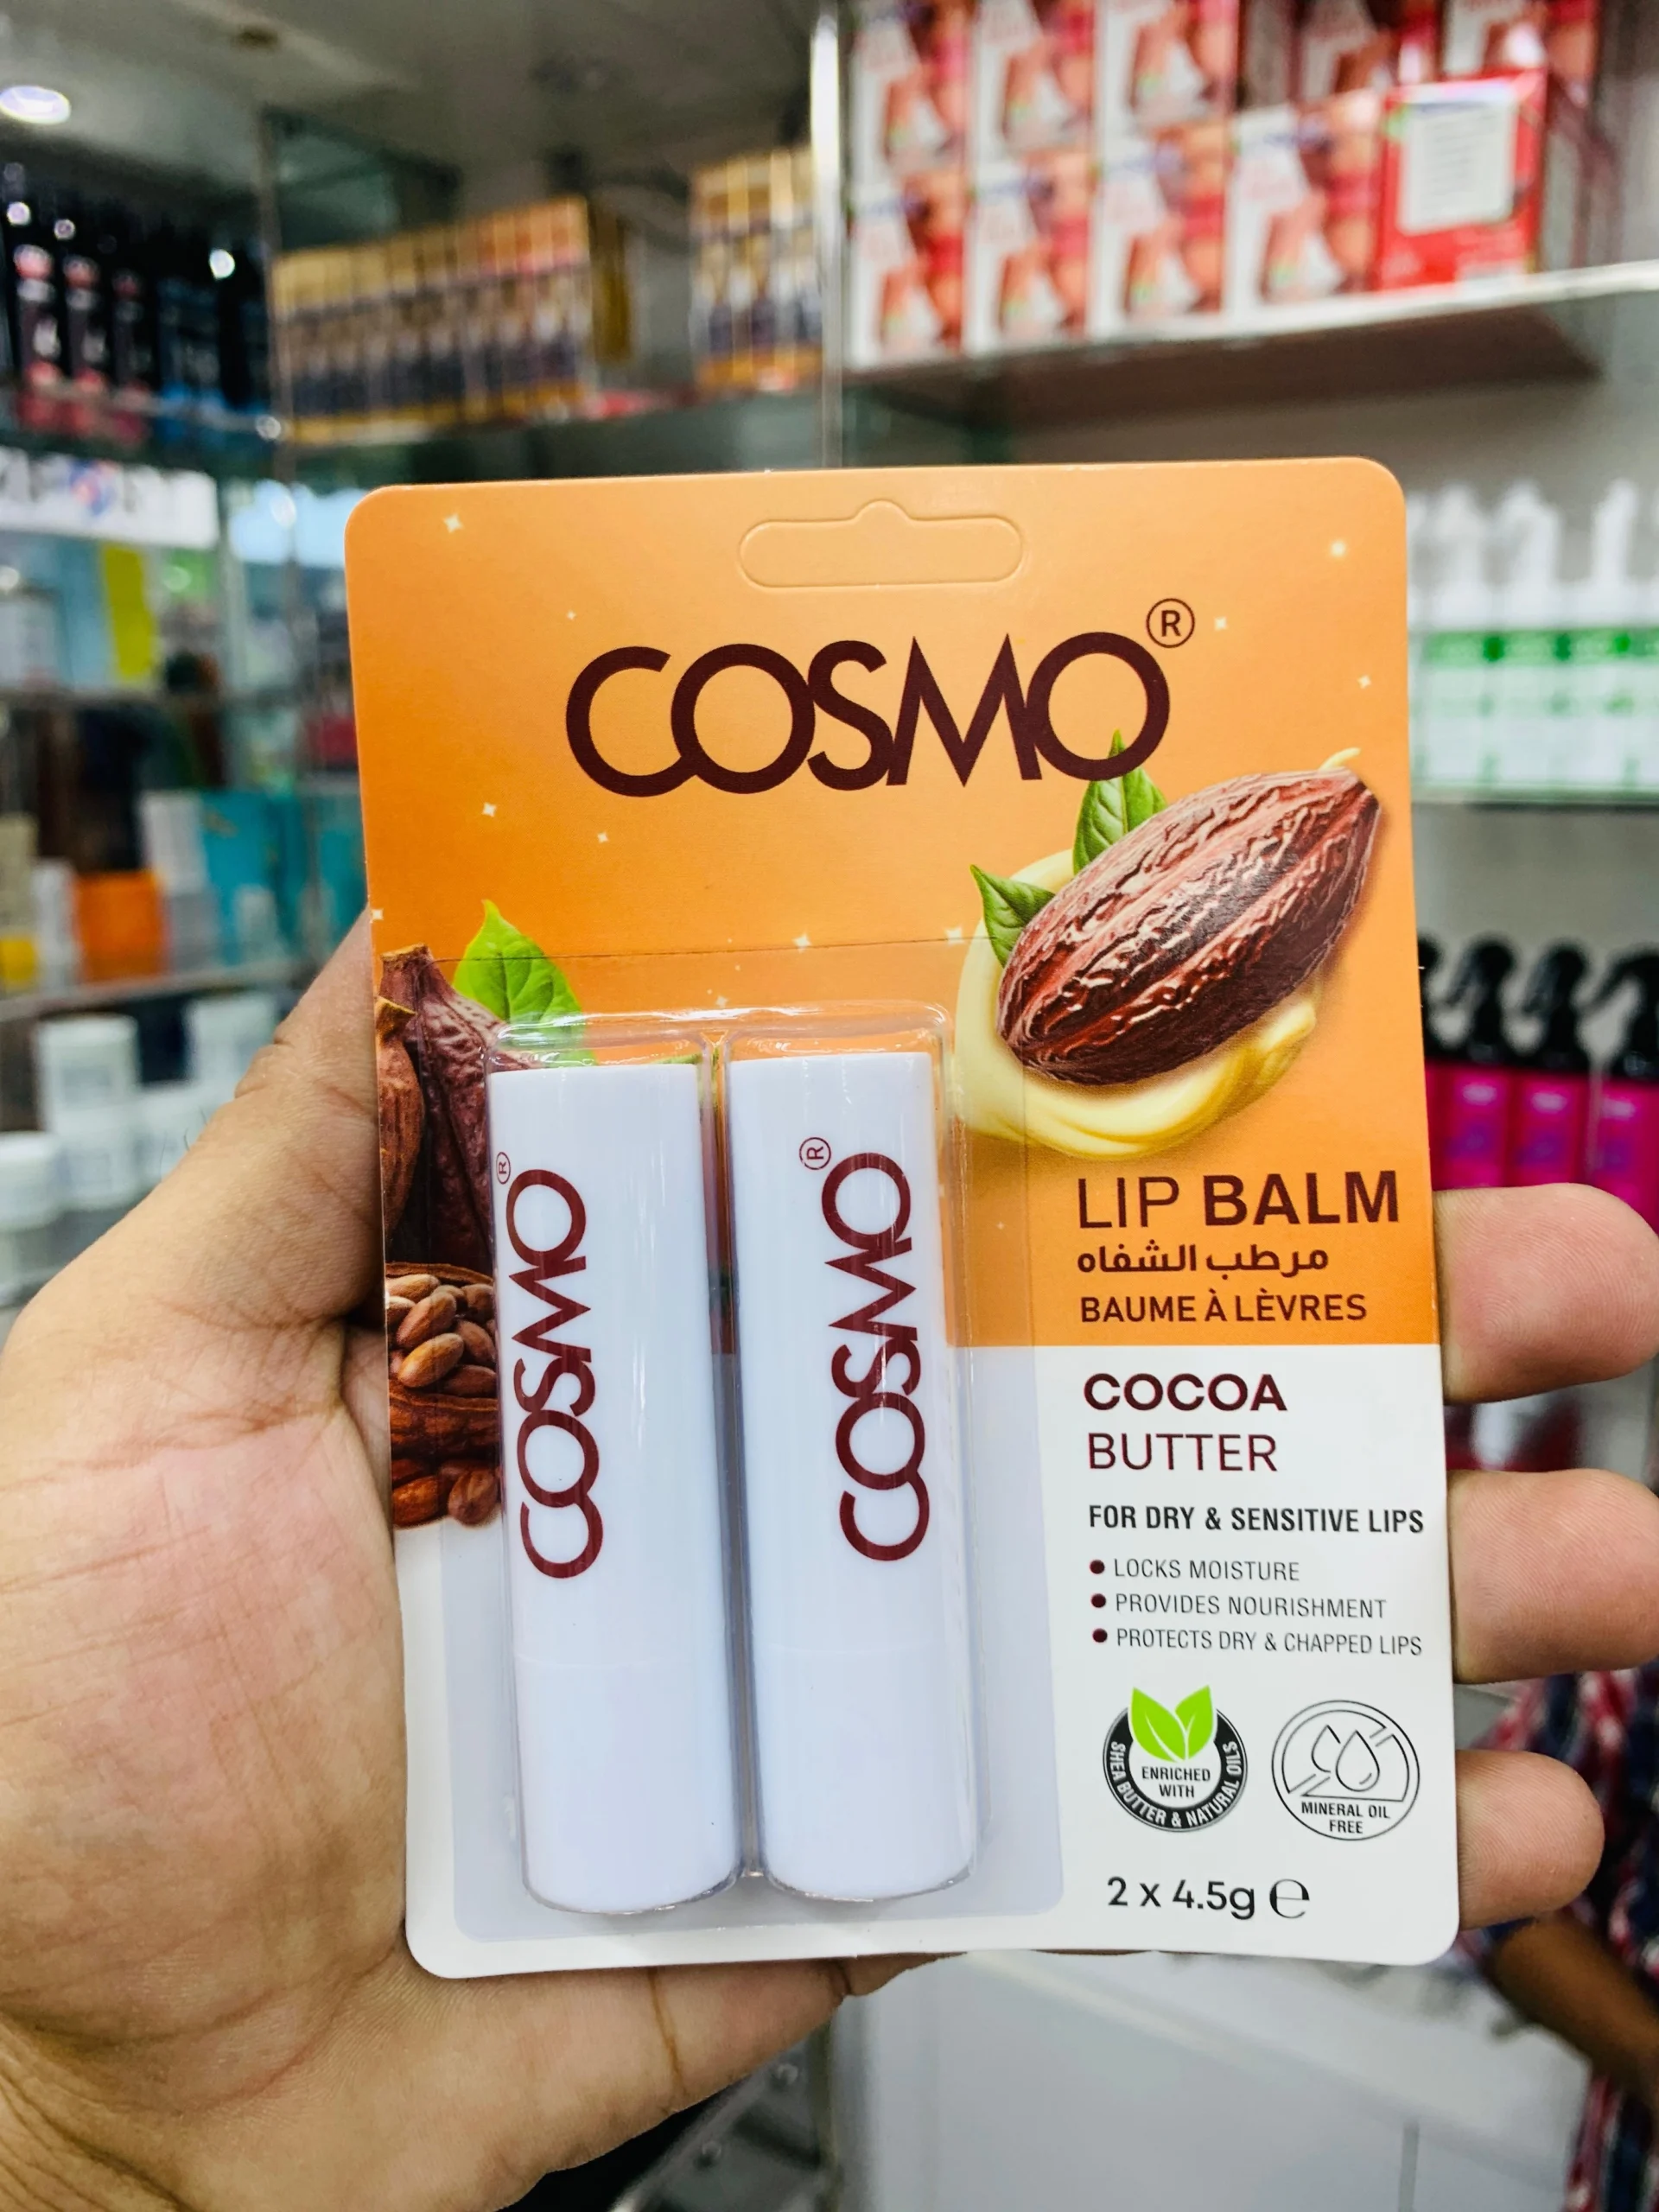 COSMO®
COSMO®
COSMO®
LIP BALM
مرطب الشفاه
BAUME À LÈVRES
COCOA
BUTTER
FOR DRY & SENSITIVE LIPS
• LOCKS MOISTURE
• PROVIDES NOURISHMENT
• PROTECTS DRY & CHAPPED LIPS
ENRICHED
WITH
SHEA BUTTER & NATURAL OILS
MINERAL OIL
FREE
2 x 4.5g ℮